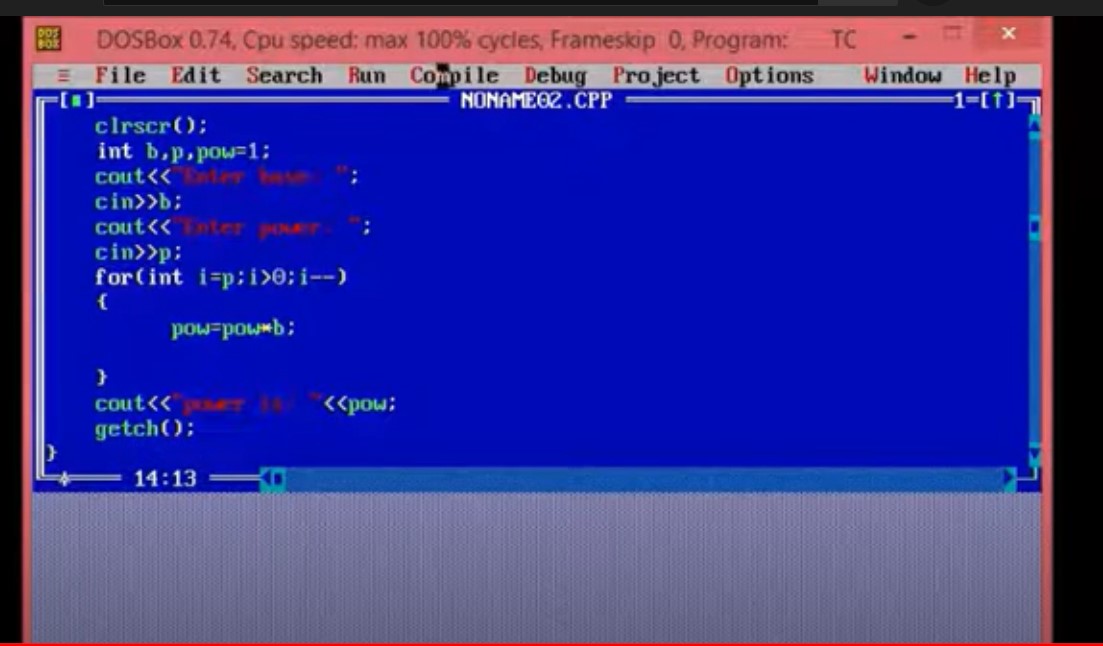 DOS BOX
DOSBox 0.74, Cpu speed: max 100% cycles, Frameskip 0, Program: TC
≡ File Edit Search Run Compile Debug Project Options Window Help
[■] NONAME02.CPP 1=[↑]
clrscr();
int b,p,pow=1;
cout<<"Enter base: ";
cin>>b;
cout<<"Enter power: ";
cin>>p;
for(int i=p;i>0;i--)
{
pow=pow*b;
}
cout<<"power is: "<<pow;
getch();
}
14:13